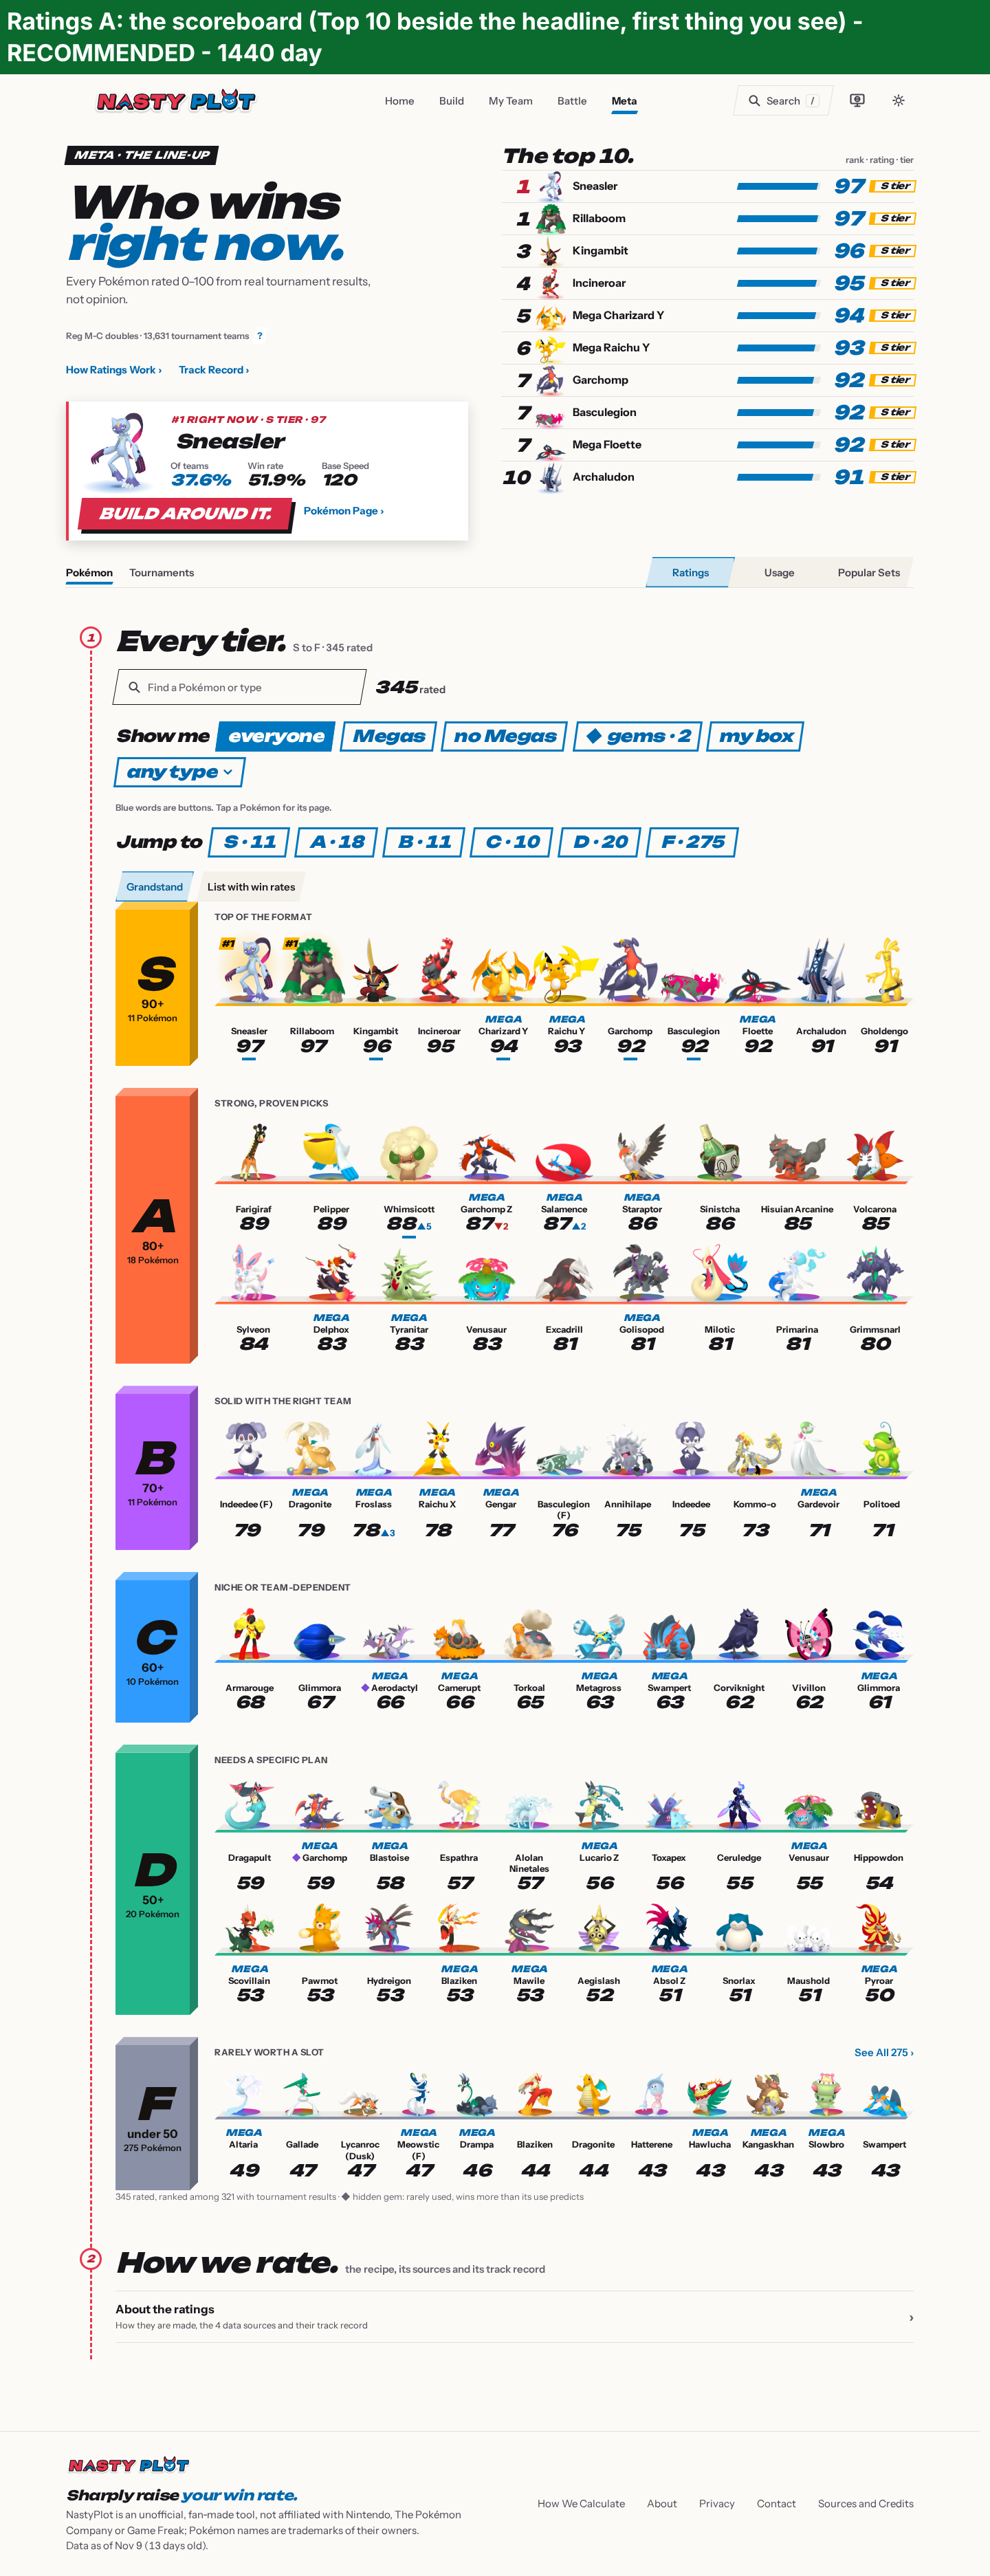 Ratings A: the scoreboard (Top 10 beside the headline, first thing you see) -
RECOMMENDED - 1440 day
NASTY PLOT
Home Build My Team Battle Meta
Search /
META · THE LINE-UP
Who wins
right now.
Every Pokémon rated 0–100 from real tournament results,
not opinion.
Reg M-C doubles · 13,631 tournament teams ?
How Ratings Work › Track Record ›
#1 RIGHT NOW · S TIER · 97
Sneasler
Of teams Win rate Base Speed
37.6% 51.9% 120
BUILD AROUND IT. Pokémon Page ›
The top 10. rank · rating · tier
1 Sneasler 97 S tier
1 Rillaboom 97 S tier
3 Kingambit 96 S tier
4 Incineroar 95 S tier
5 Mega Charizard Y 94 S tier
6 Mega Raichu Y 93 S tier
7 Garchomp 92 S tier
7 Basculegion 92 S tier
7 Mega Floette 92 S tier
10 Archaludon 91 S tier
Pokémon Tournaments Ratings Usage Popular Sets
1 Every tier. S to F · 345 rated
Find a Pokémon or type 345 rated
Show me everyone Megas no Megas ◆ gems · 2 my box
any type
Blue words are buttons. Tap a Pokémon for its page.
Jump to S · 11 A · 18 B · 11 C · 10 D · 20 F · 275
Grandstand List with win rates
S
90+
11 Pokémon
TOP OF THE FORMAT
#1 #1
MEGA MEGA MEGA
Sneasler Rillaboom Kingambit Incineroar Charizard Y Raichu Y Garchomp Basculegion Floette Archaludon Gholdengo
97 97 96 95 94 93 92 92 92 91 91
A
80+
18 Pokémon
STRONG, PROVEN PICKS
MEGA MEGA MEGA
Farigiraf Pelipper Whimsicott Garchomp Z Salamence Staraptor Sinistcha Hisuian Arcanine Volcarona
89 89 88 ▲5 87 ▼2 87 ▲2 86 86 85 85
MEGA MEGA MEGA
Sylveon Delphox Tyranitar Venusaur Excadrill Golisopod Milotic Primarina Grimmsnarl
84 83 83 83 81 81 81 81 80
B
70+
11 Pokémon
SOLID WITH THE RIGHT TEAM
MEGA MEGA MEGA MEGA MEGA
Indeedee (F) Dragonite Froslass Raichu X Gengar Basculegion (F) Annihilape Indeedee Kommo-o Gardevoir Politoed
79 79 78 ▲3 78 77 76 75 75 73 71 71
C
60+
10 Pokémon
NICHE OR TEAM-DEPENDENT
MEGA MEGA MEGA MEGA MEGA
Armarouge Glimmora ◆ Aerodactyl Camerupt Torkoal Metagross Swampert Corviknight Vivillon Glimmora
68 67 66 66 65 63 63 62 62 61
D
50+
20 Pokémon
NEEDS A SPECIFIC PLAN
MEGA MEGA MEGA MEGA
Dragapult ◆ Garchomp Blastoise Espathra Alolan Ninetales Lucario Z Toxapex Ceruledge Venusaur Hippowdon
59 59 58 57 57 56 56 55 55 54
MEGA MEGA MEGA MEGA MEGA
Scovillain Pawmot Hydreigon Blaziken Mawile Aegislash Absol Z Snorlax Maushold Pyroar
53 53 53 53 53 52 51 51 51 50
F
under 50
275 Pokémon
RARELY WORTH A SLOT See All 275 ›
MEGA MEGA MEGA MEGA MEGA MEGA
Altaria Gallade Lycanroc (Dusk) Meowstic (F) Drampa Blaziken Dragonite Hatterene Hawlucha Kangaskhan Slowbro Swampert
49 47 47 47 46 44 44 43 43 43 43 43
345 rated, ranked among 321 with tournament results · ◆ hidden gem: rarely used, wins more than its use predicts
2 How we rate. the recipe, its sources and its track record
About the ratings ›
How they are made, the 4 data sources and their track record
NASTY PLOT
Sharply raise your win rate.
NastyPlot is an unofficial, fan-made tool, not affiliated with Nintendo, The Pokémon
Company or Game Freak; Pokémon names are trademarks of their owners.
Data as of Nov 9 (13 days old).
How We Calculate About Privacy Contact Sources and Credits